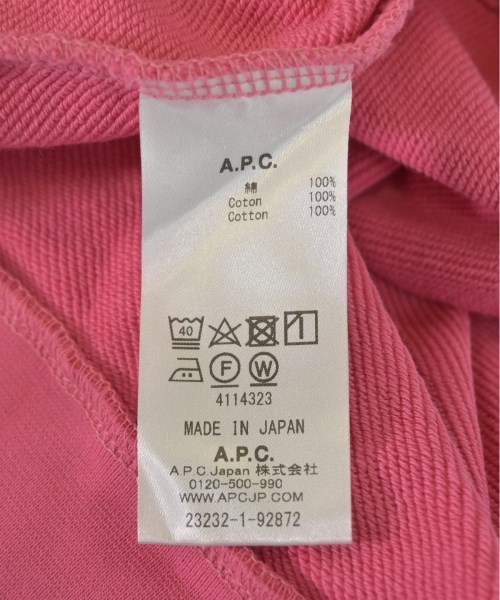 A.P.C.
綿 100%
Coton 100%
Cotton 100%
40
F W
4114323
MADE IN JAPAN
A.P.C.
A.P.C.Japan 株式会社
0120-500-990
WWW.APCJP.COM
23232-1-92872